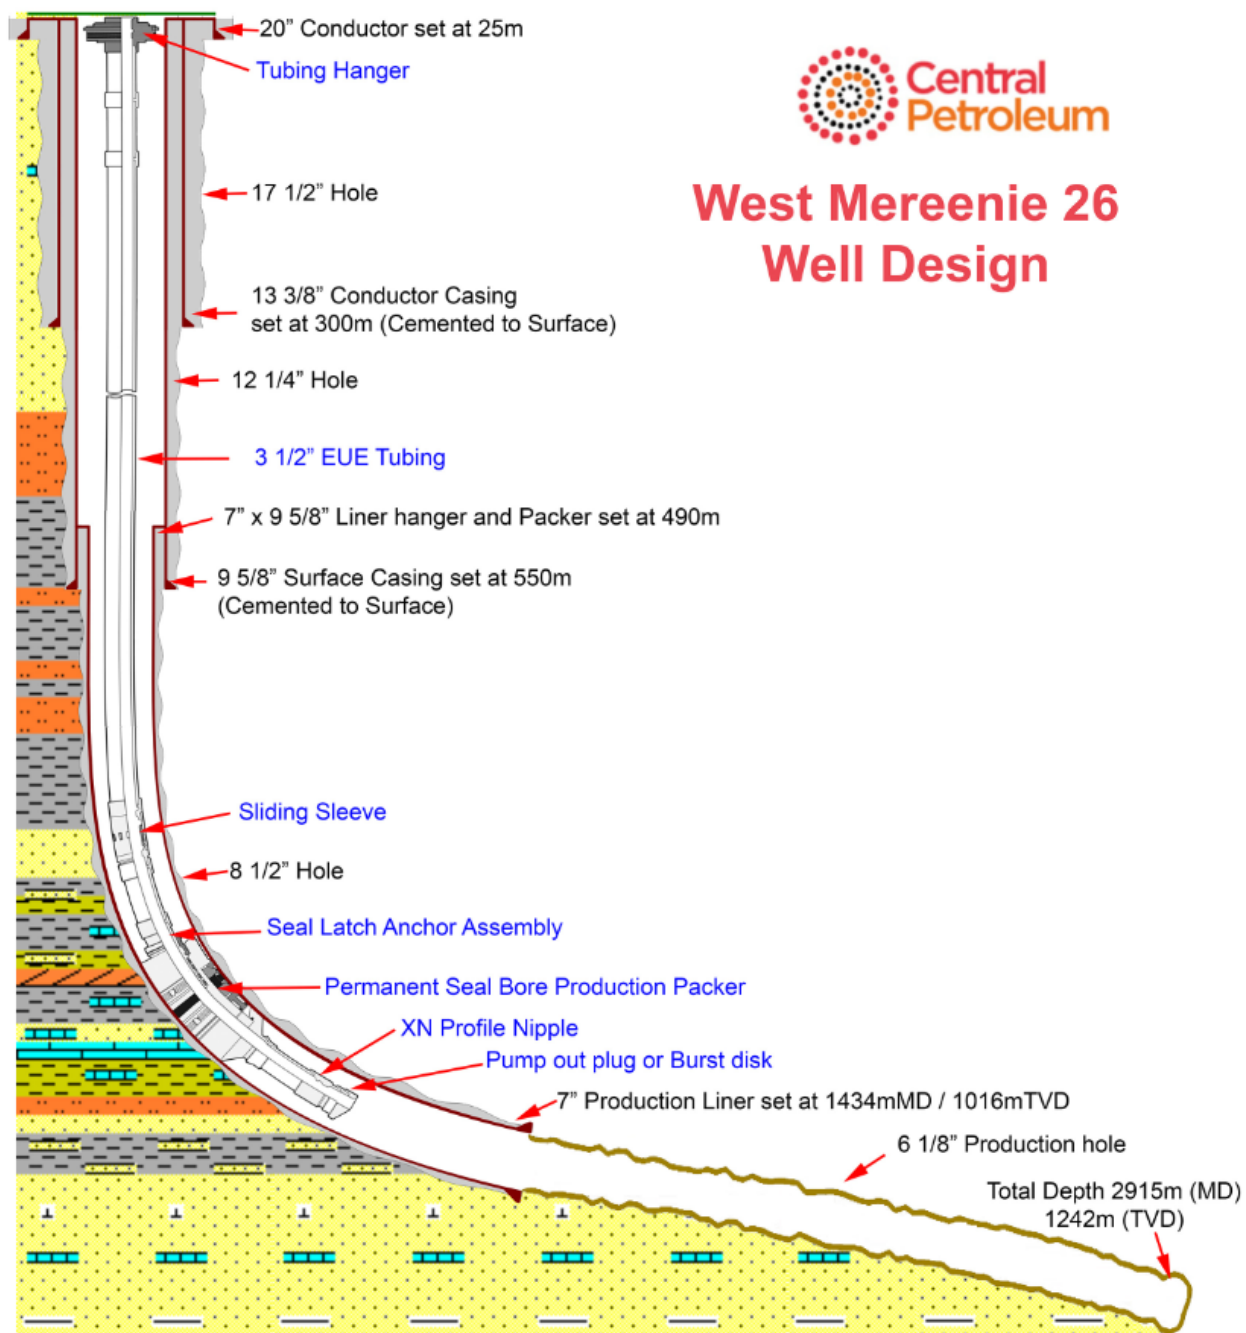 20” Conductor set at 25m
Tubing Hanger
Central
Petroleum
West Mereenie 26
Well Design
17 1/2” Hole
13 3/8” Conductor Casing
set at 300m (Cemented to Surface)
12 1/4” Hole
3 1/2” EUE Tubing
7” x 9 5/8” Liner hanger and Packer set at 490m
9 5/8” Surface Casing set at 550m
(Cemented to Surface)
Sliding Sleeve
8 1/2” Hole
Seal Latch Anchor Assembly
Permanent Seal Bore Production Packer
XN Profile Nipple
Pump out plug or Burst disk
7” Production Liner set at 1434mMD / 1016mTVD
6 1/8” Production hole
Total Depth 2915m (MD)
1242m (TVD)